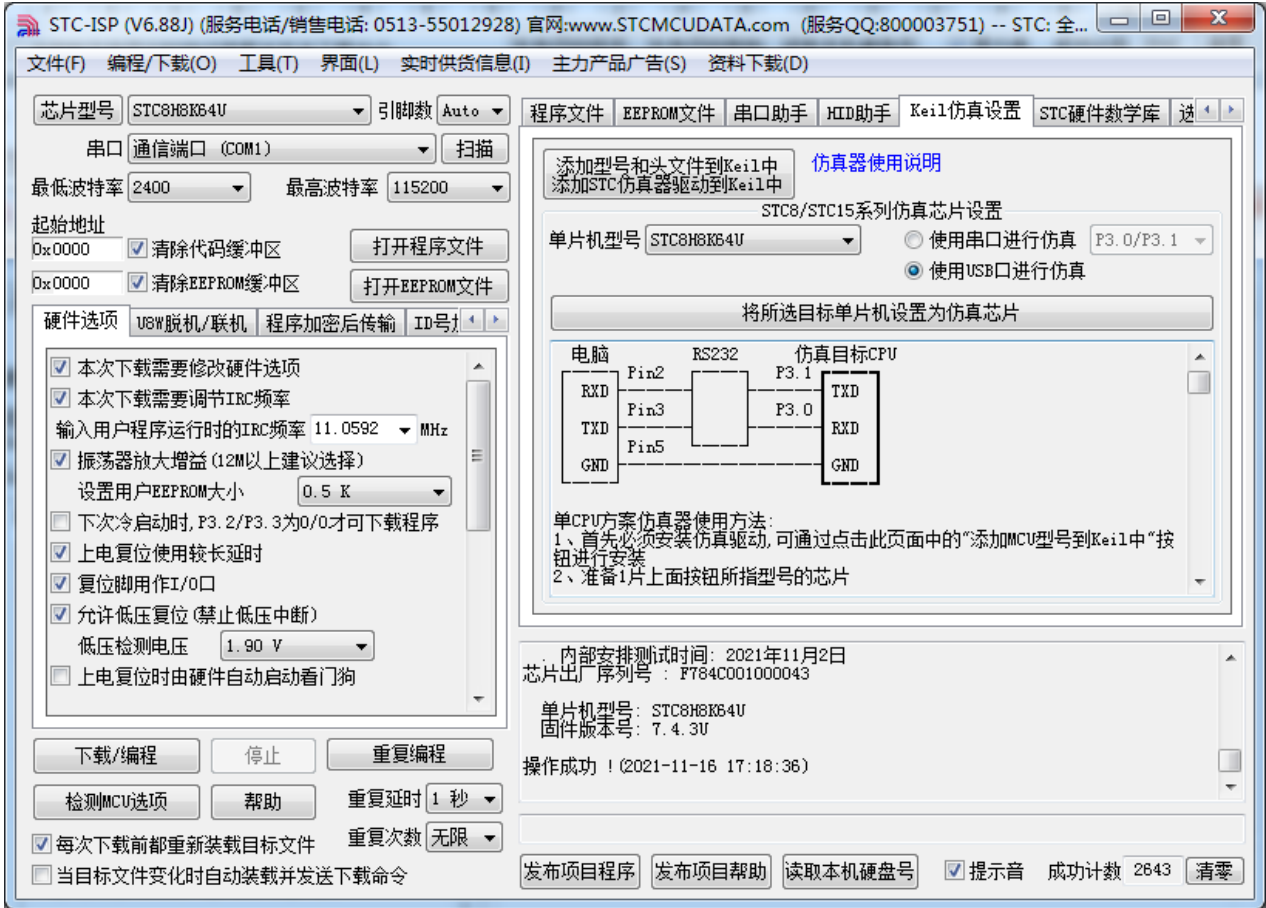 STC-ISP (V6.88J) (服务电话/销售电话: 0513-55012928) 官网:www.STCMCUDATA.com (服务QQ:800003751) -- STC: 全...
文件(F) 编程/下载(O) 工具(T) 界面(L) 实时供货信息(I) 主力产品广告(S) 资料下载(D)
芯片型号 STC8H8K64U 引脚数 Auto
串口 通信端口 (COM1) 扫描
最低波特率 2400 最高波特率 115200
起始地址
0x0000 清除代码缓冲区 打开程序文件
0x0000 清除EEPROM缓冲区 打开EEPROM文件
硬件选项 U8W脱机/联机 程序加密后传输 ID号
本次下载需要修改硬件选项
本次下载需要调节IRC频率
输入用户程序运行时的IRC频率 11.0592 MHz
振荡器放大增益(12M以上建议选择)
设置用户EEPROM大小 0.5 K
下次冷启动时,P3.2/P3.3为0/0才可下载程序
上电复位使用较长延时
复位脚用作I/O口
允许低压复位(禁止低压中断)
低压检测电压 1.90 V
上电复位时由硬件自动启动看门狗
下载/编程 停止 重复编程
检测MCU选项 帮助 重复延时 1 秒
每次下载前都重新装载目标文件 重复次数 无限
当目标文件变化时自动装载并发送下载命令
程序文件 EEPROM文件 串口助手 HID助手 Keil仿真设置 STC硬件数学库 选
添加型号和头文件到Keil中 仿真器使用说明
添加STC仿真器驱动到Keil中
STC8/STC15系列仿真芯片设置
单片机型号 STC8H8K64U 使用串口进行仿真 P3.0/P3.1
使用USB口进行仿真
将所选目标单片机设置为仿真芯片
电脑 RS232 仿真目标CPU
Pin2 P3.1
RXD TXD
Pin3 P3.0
TXD RXD
Pin5
GND GND
单CPU方案仿真器使用方法:
1、首先必须安装仿真驱动,可通过点击此页面中的“添加MCU型号到Keil中“按
钮进行安装
2、准备1片上面按钮所指型号的芯片
. 内部安排测试时间: 2021年11月2日
芯片出厂序列号 : F784C001000043
单片机型号: STC8H8K64U
固件版本号: 7.4.3U
操作成功 !(2021-11-16 17:18:36)
发布项目程序 发布项目帮助 读取本机硬盘号 提示音 成功计数 2643 清零